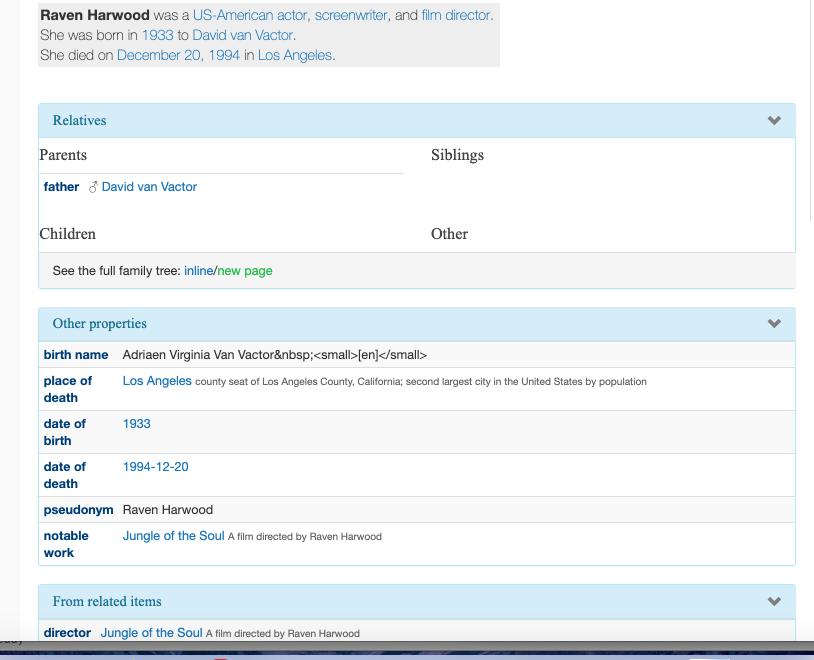 Raven Harwood was a US-American actor, screenwriter, and film director.
She was born in 1933 to David van Vactor.
She died on December 20, 1994 in Los Angeles.
Relatives
Parents
Siblings
father ♂ David van Vactor
Children
Other
See the full family tree: inline/new page
Other properties
birth name Adriaen Virginia Van Vactor&nbsp;<small>[en]</small>
place of Los Angeles county seat of Los Angeles County, California; second largest city in the United States by population
death
date of 1933
birth
date of 1994-12-20
death
pseudonym Raven Harwood
notable Jungle of the Soul A film directed by Raven Harwood
work
From related items
director Jungle of the Soul A film directed by Raven Harwood